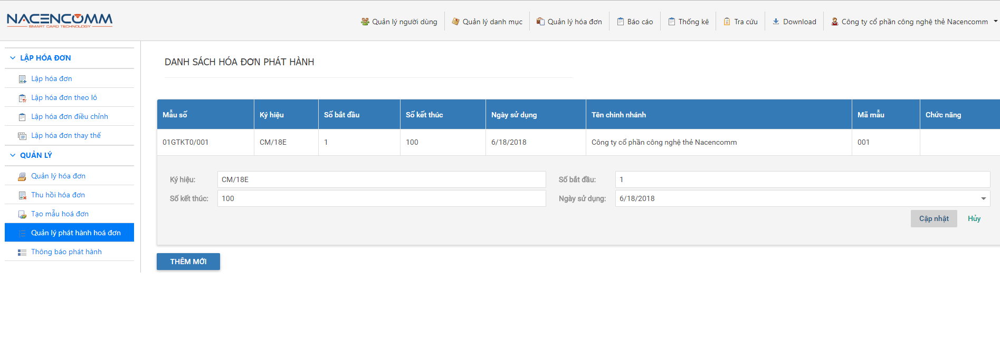 NACENCOMM
SMART CARD TECHNOLOGY
Quản lý người dùng
Quản lý danh mục
Quản lý hóa đơn
Báo cáo
Thống kê
Tra cứu
Download
Công ty cổ phần công nghệ thẻ Nacencomm
LẬP HÓA ĐƠN
Lập hóa đơn
Lập hóa đơn theo lô
Lập hóa đơn điều chỉnh
Lập hóa đơn thay thế
QUẢN LÝ
Quản lý hóa đơn
Thu hồi hóa đơn
Tạo mẫu hoá đơn
Quản lý phát hành hoá đơn
Thông báo phát hành
DANH SÁCH HÓA ĐƠN PHÁT HÀNH
Mẫu số Ký hiệu Số bắt đầu Số kết thúc Ngày sử dụng Tên chinh nhánh Mã mẫu Chức năng
01GTKT0/001 CM/18E 1 100 6/18/2018 Công ty cổ phần công nghệ thẻ Nacencomm 001
Ký hiệu: CM/18E Số bắt đầu: 1
Số kết thúc: 100 Ngày sử dụng: 6/18/2018
Cập nhật Hủy
THÊM MỚI